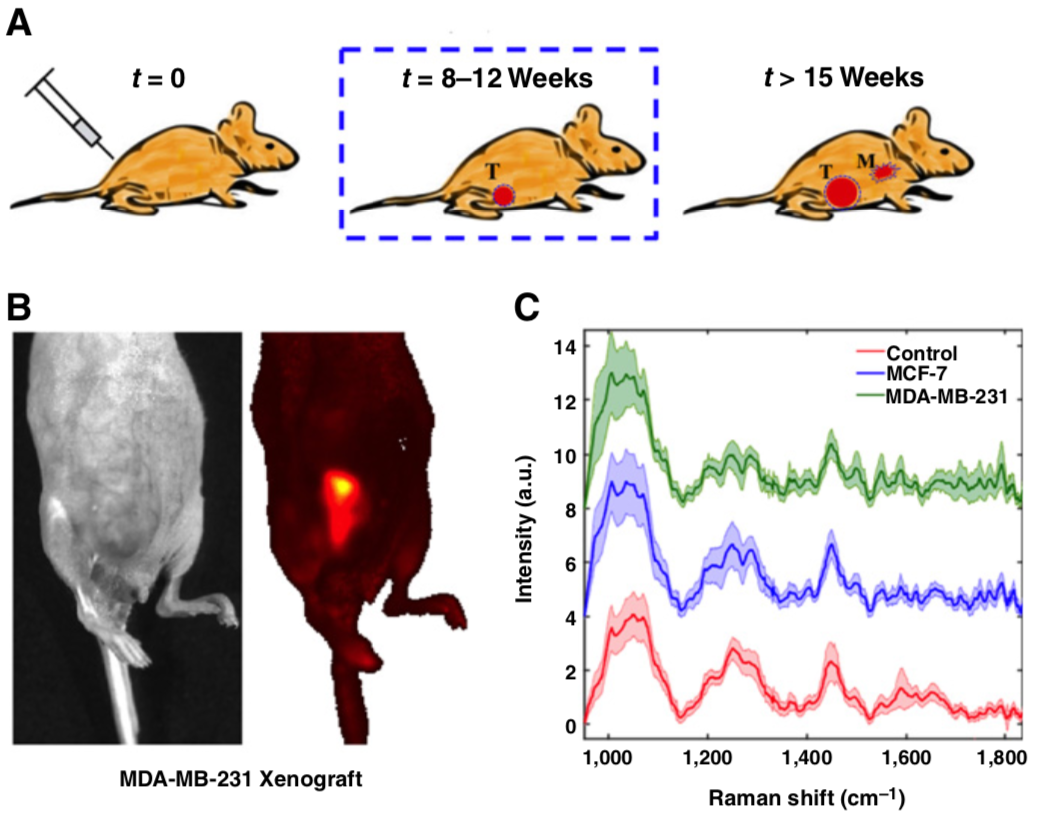 A
t = 0
t = 8–12 Weeks
t > 15 Weeks
T
T
M
B
MDA-MB-231 Xenograft
C
Intensity (a.u.)
14
12
10
8
6
4
2
0
Control
MCF-7
MDA-MB-231
1,000 1,200 1,400 1,600 1,800
Raman shift (cm⁻¹)